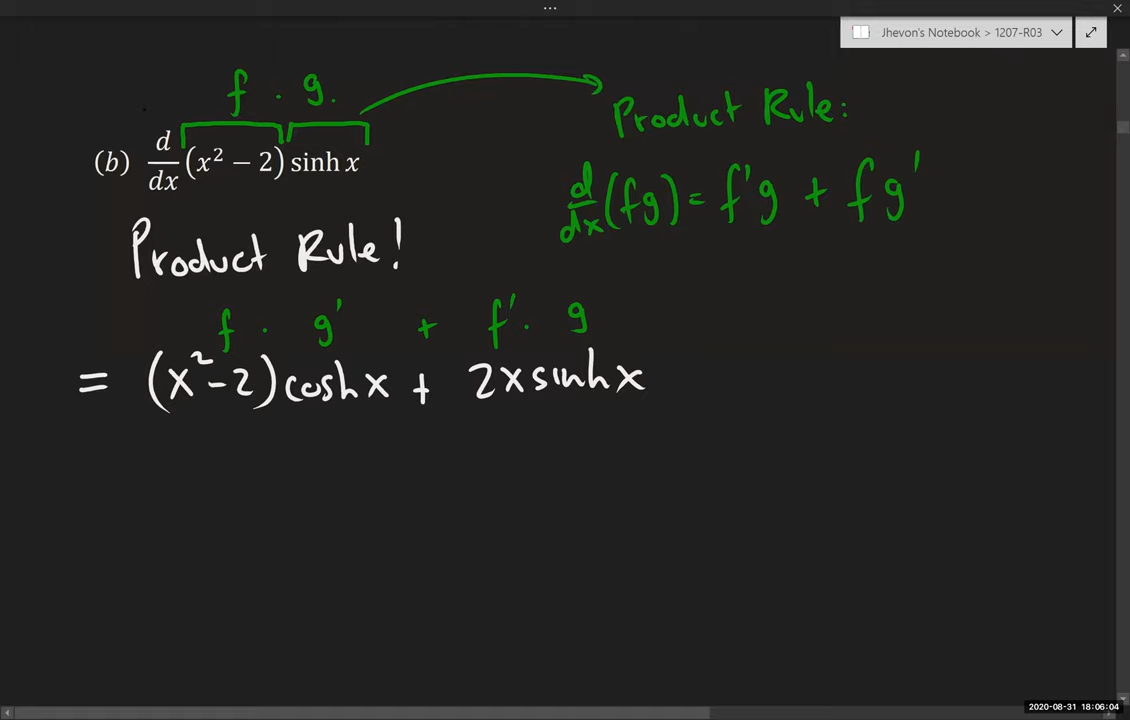 Jhevon's Notebook > 1207-R03
f · g.
Product Rule:
(b) d/dx (x² − 2) sinh x
d/dx (fg) = f'g + fg'
Product Rule!
f · g' + f' · g
= (x² - 2) cosh x + 2x sinh x
2020-08-31 18:06:04